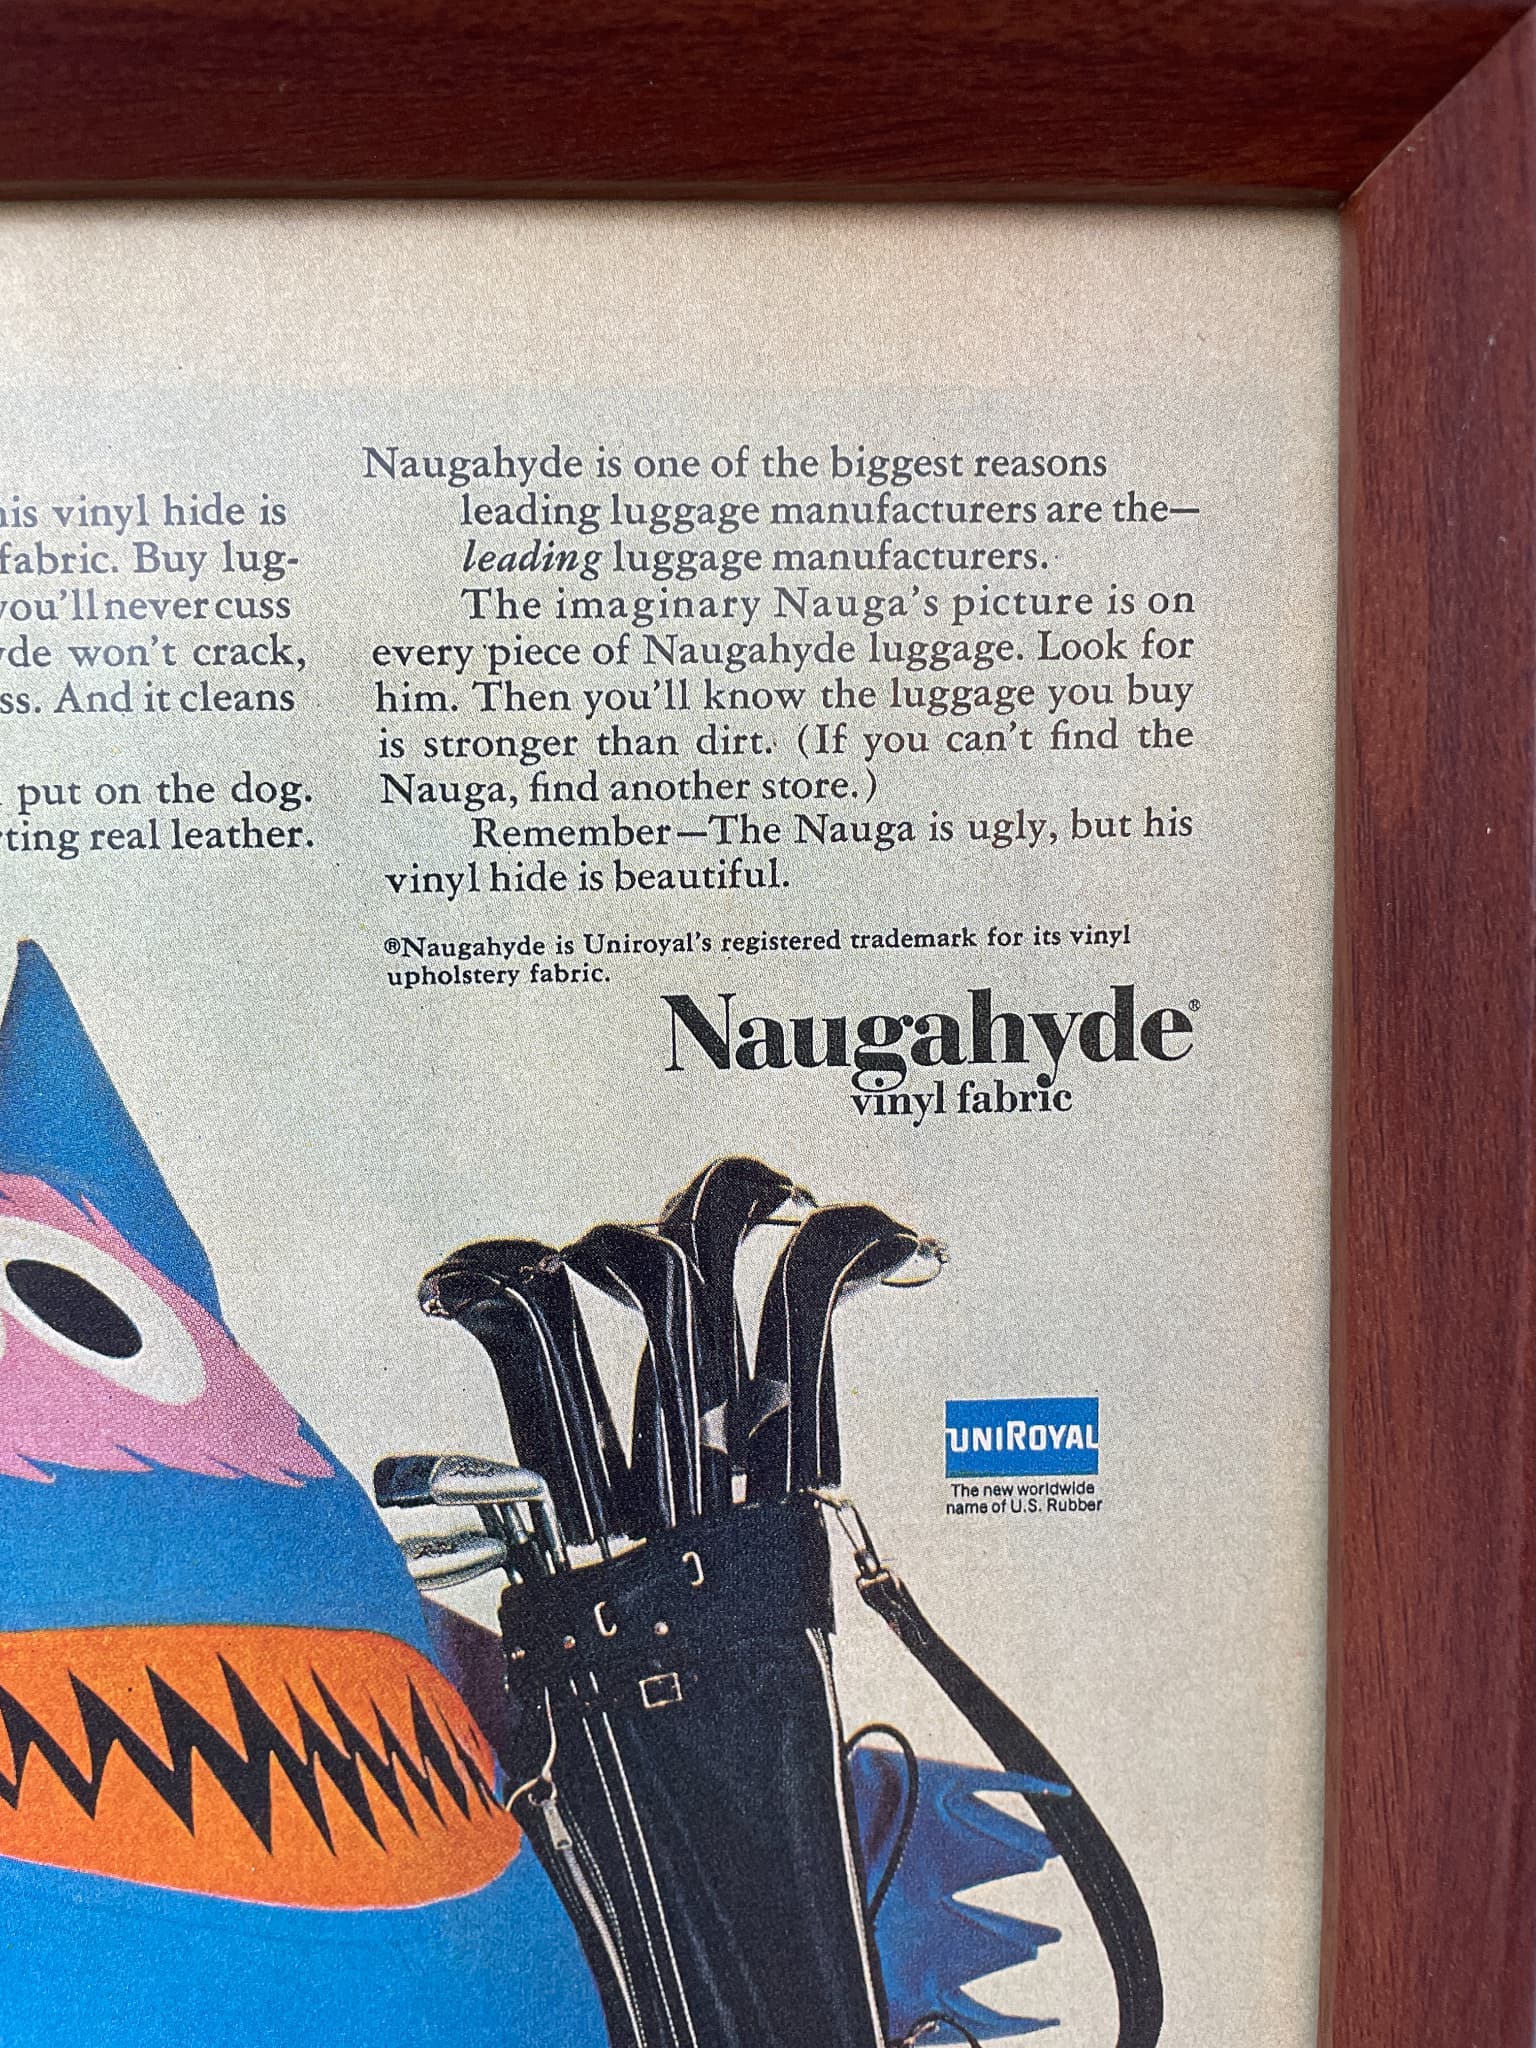 his vinyl hide is
fabric. Buy lug-
you'll never cuss
won't crack,
And it cleans
put on the dog.
real leather.
Naugahyde is one of the biggest reasons
leading luggage manufacturers are the—
leading luggage manufacturers.
The imaginary Nauga's picture is on
every piece of Naugahyde luggage. Look for
him. Then you'll know the luggage you buy
is stronger than dirt. (If you can't find the
Nauga, find another store.)
Remember—The Nauga is ugly, but his
vinyl hide is beautiful.
®Naugahyde is Uniroyal's registered trademark for its vinyl
upholstery fabric.
Naugahyde®
vinyl fabric
UNIROYAL
The new worldwide
name of U.S. Rubber